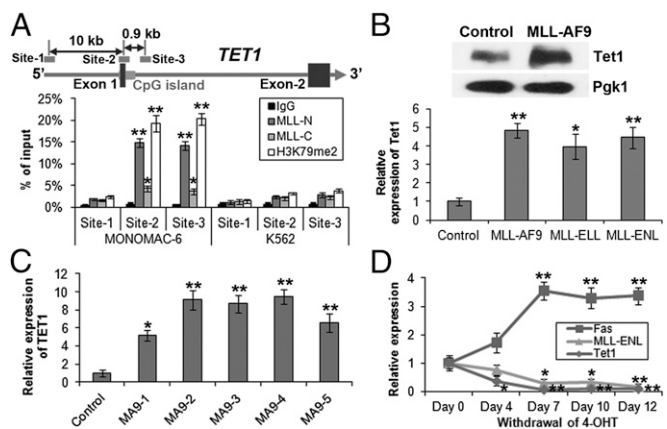 A
10 kb
0.9 kb
Site-1
Site-2
Site-3
TET1
5'
3'
Exon 1
CpG island
Exon-2
% of input
25%
20%
15%
10%
5%
0%
IgG
MLL-N
MLL-C
H3K79me2
**
**
*
**
**
*
Site-1 Site-2 Site-3 Site-1 Site-2 Site-3
MONOMAC-6 K562
B
Control MLL-AF9
Tet1
Pgk1
Relative expression of Tet1
6
5
4
3
2
1
0
** * **
Control MLL-AF9 MLL-ELL MLL-ENL
C
Relative expression of TET1
12
10
8
6
4
2
0
* ** ** ** **
Control MA9-1 MA9-2 MA9-3 MA9-4 MA9-5
D
Relative expression
4
3
2
1
0
** ** **
Fas
MLL-ENL
Tet1
* * **
* ** ** **
Day 0 Day 4 Day 7 Day 10 Day 12
Withdrawal of 4-OHT